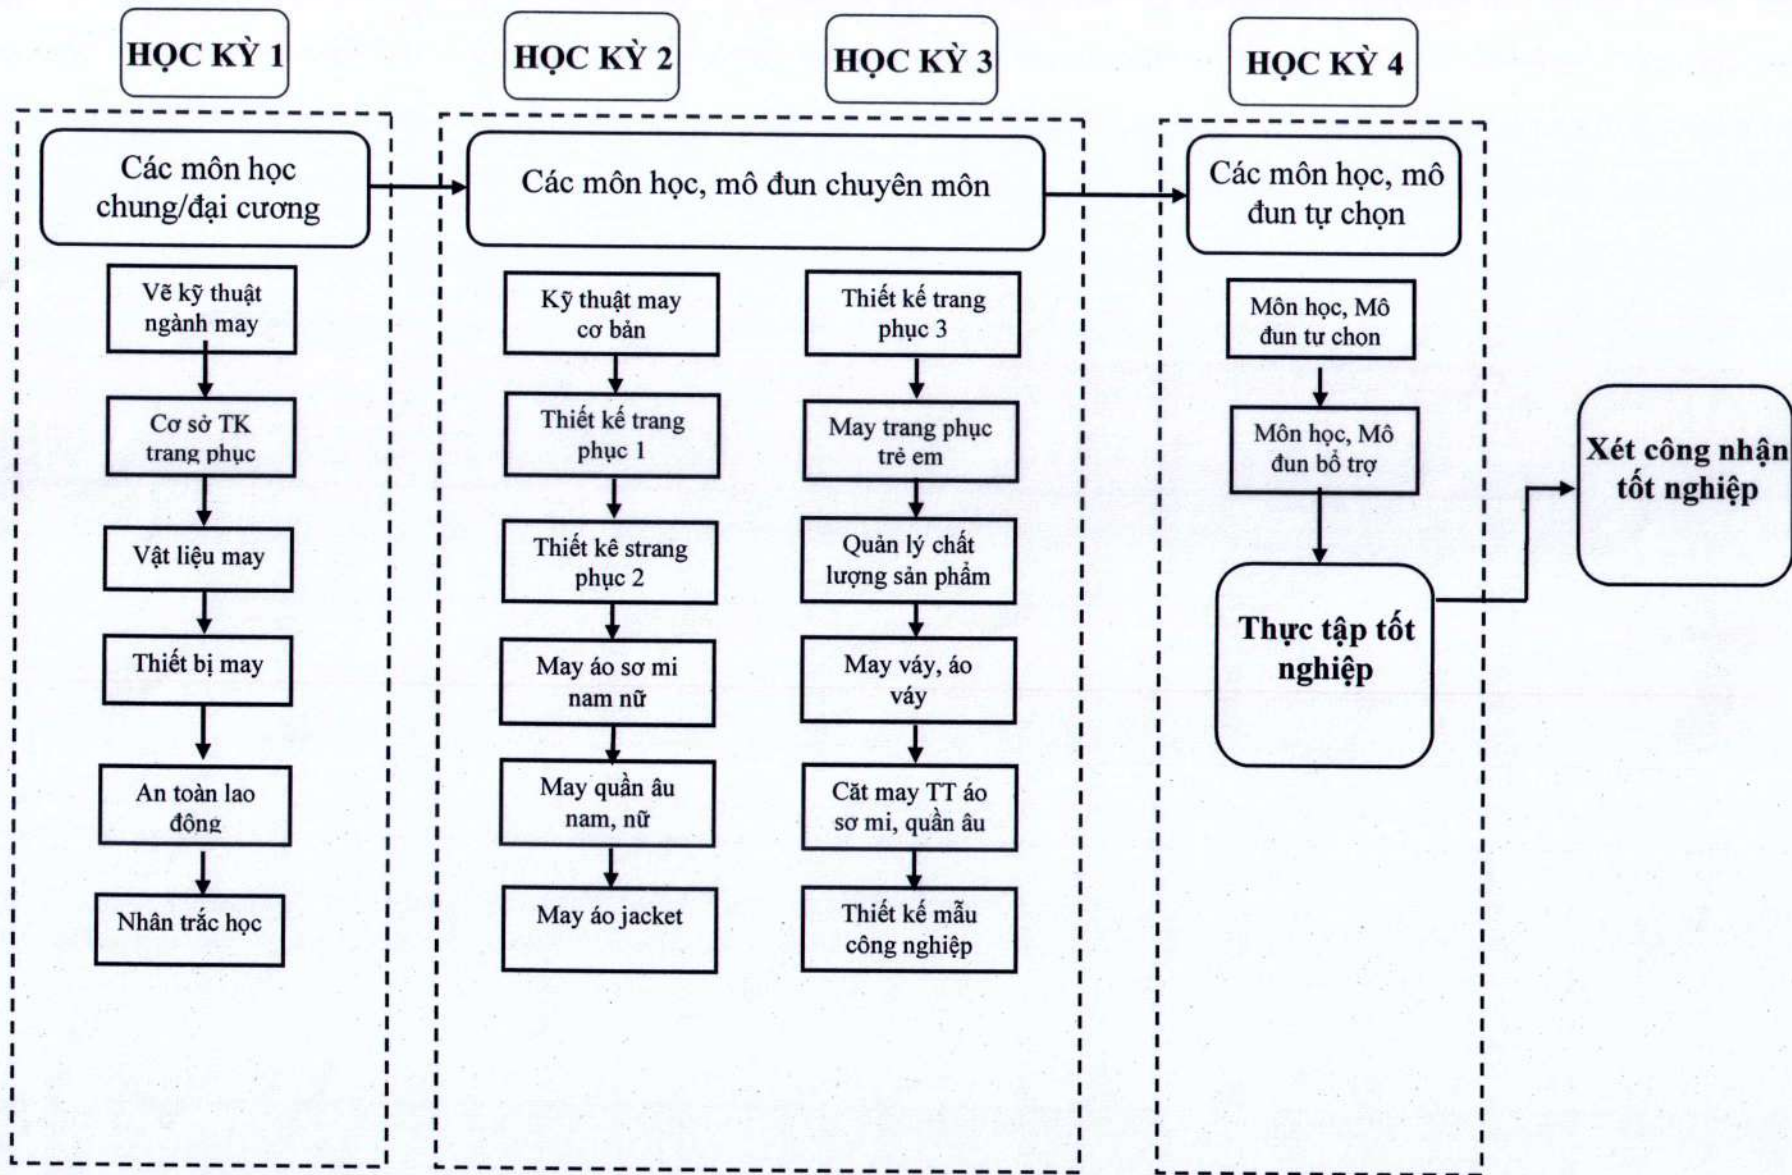 HỌC KỲ 1
HỌC KỲ 2
HỌC KỲ 3
HỌC KỲ 4
Các môn học
chung/đại cương
Các môn học, mô đun chuyên môn
Các môn học, mô
đun tự chọn
Vẽ kỹ thuật
ngành may
Cơ sở TK
trang phục
Vật liệu may
Thiết bị may
An toàn lao
động
Nhân trắc học
Kỹ thuật may
cơ bản
Thiết kế trang
phục 1
Thiết kê strang
phục 2
May áo sơ mi
nam nữ
May quần âu
nam, nữ
May áo jacket
Thiết kế trang
phục 3
May trang phục
trẻ em
Quản lý chất
lượng sản phẩm
May váy, áo
váy
Căt may TT áo
sơ mi, quần âu
Thiết kế mẫu
công nghiệp
Môn học, Mô
đun tự chon
Môn học, Mô
đun bổ trợ
Thực tập tốt
nghiệp
Xét công nhận
tốt nghiệp